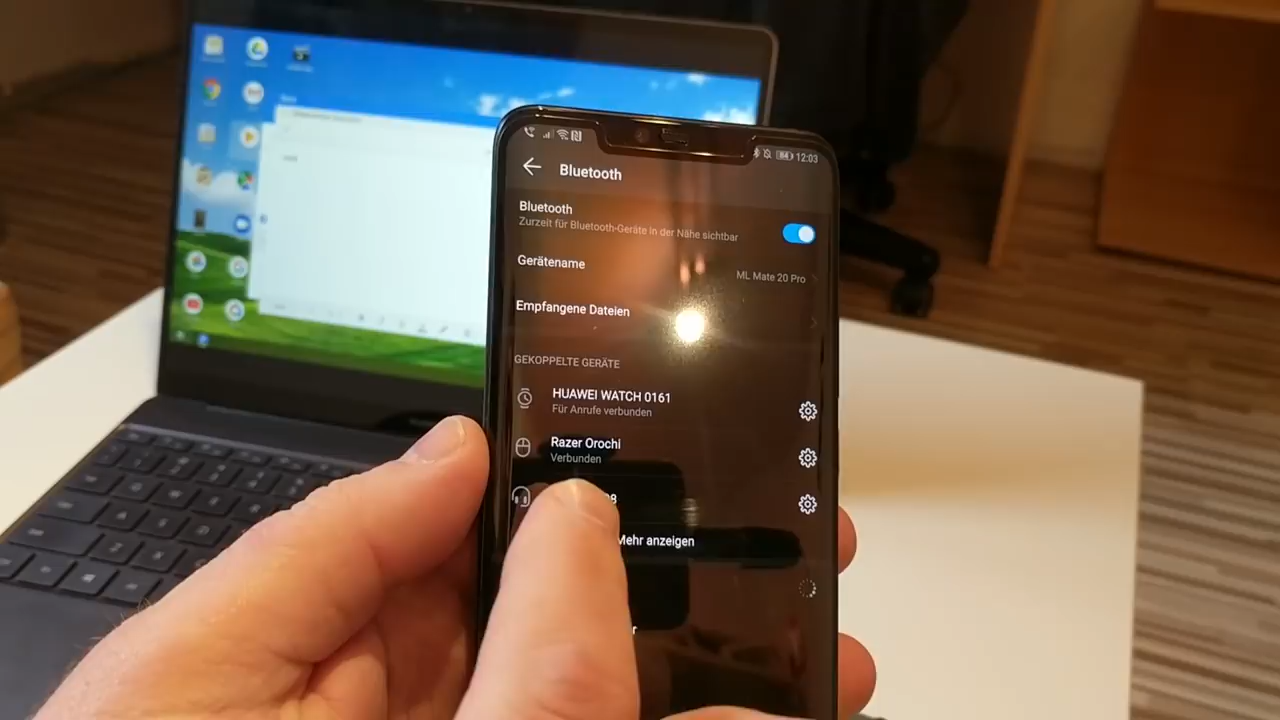 84 12:03
Bluetooth
Bluetooth
Zurzeit für Bluetooth-Geräte in der Nähe sichtbar
Gerätename
ML Mate 20 Pro
Empfangene Dateien
GEKOPPELTE GERÄTE
HUAWEI WATCH 0161
Für Anrufe verbunden
Razer Orochi
Verbunden
Mehr anzeigen